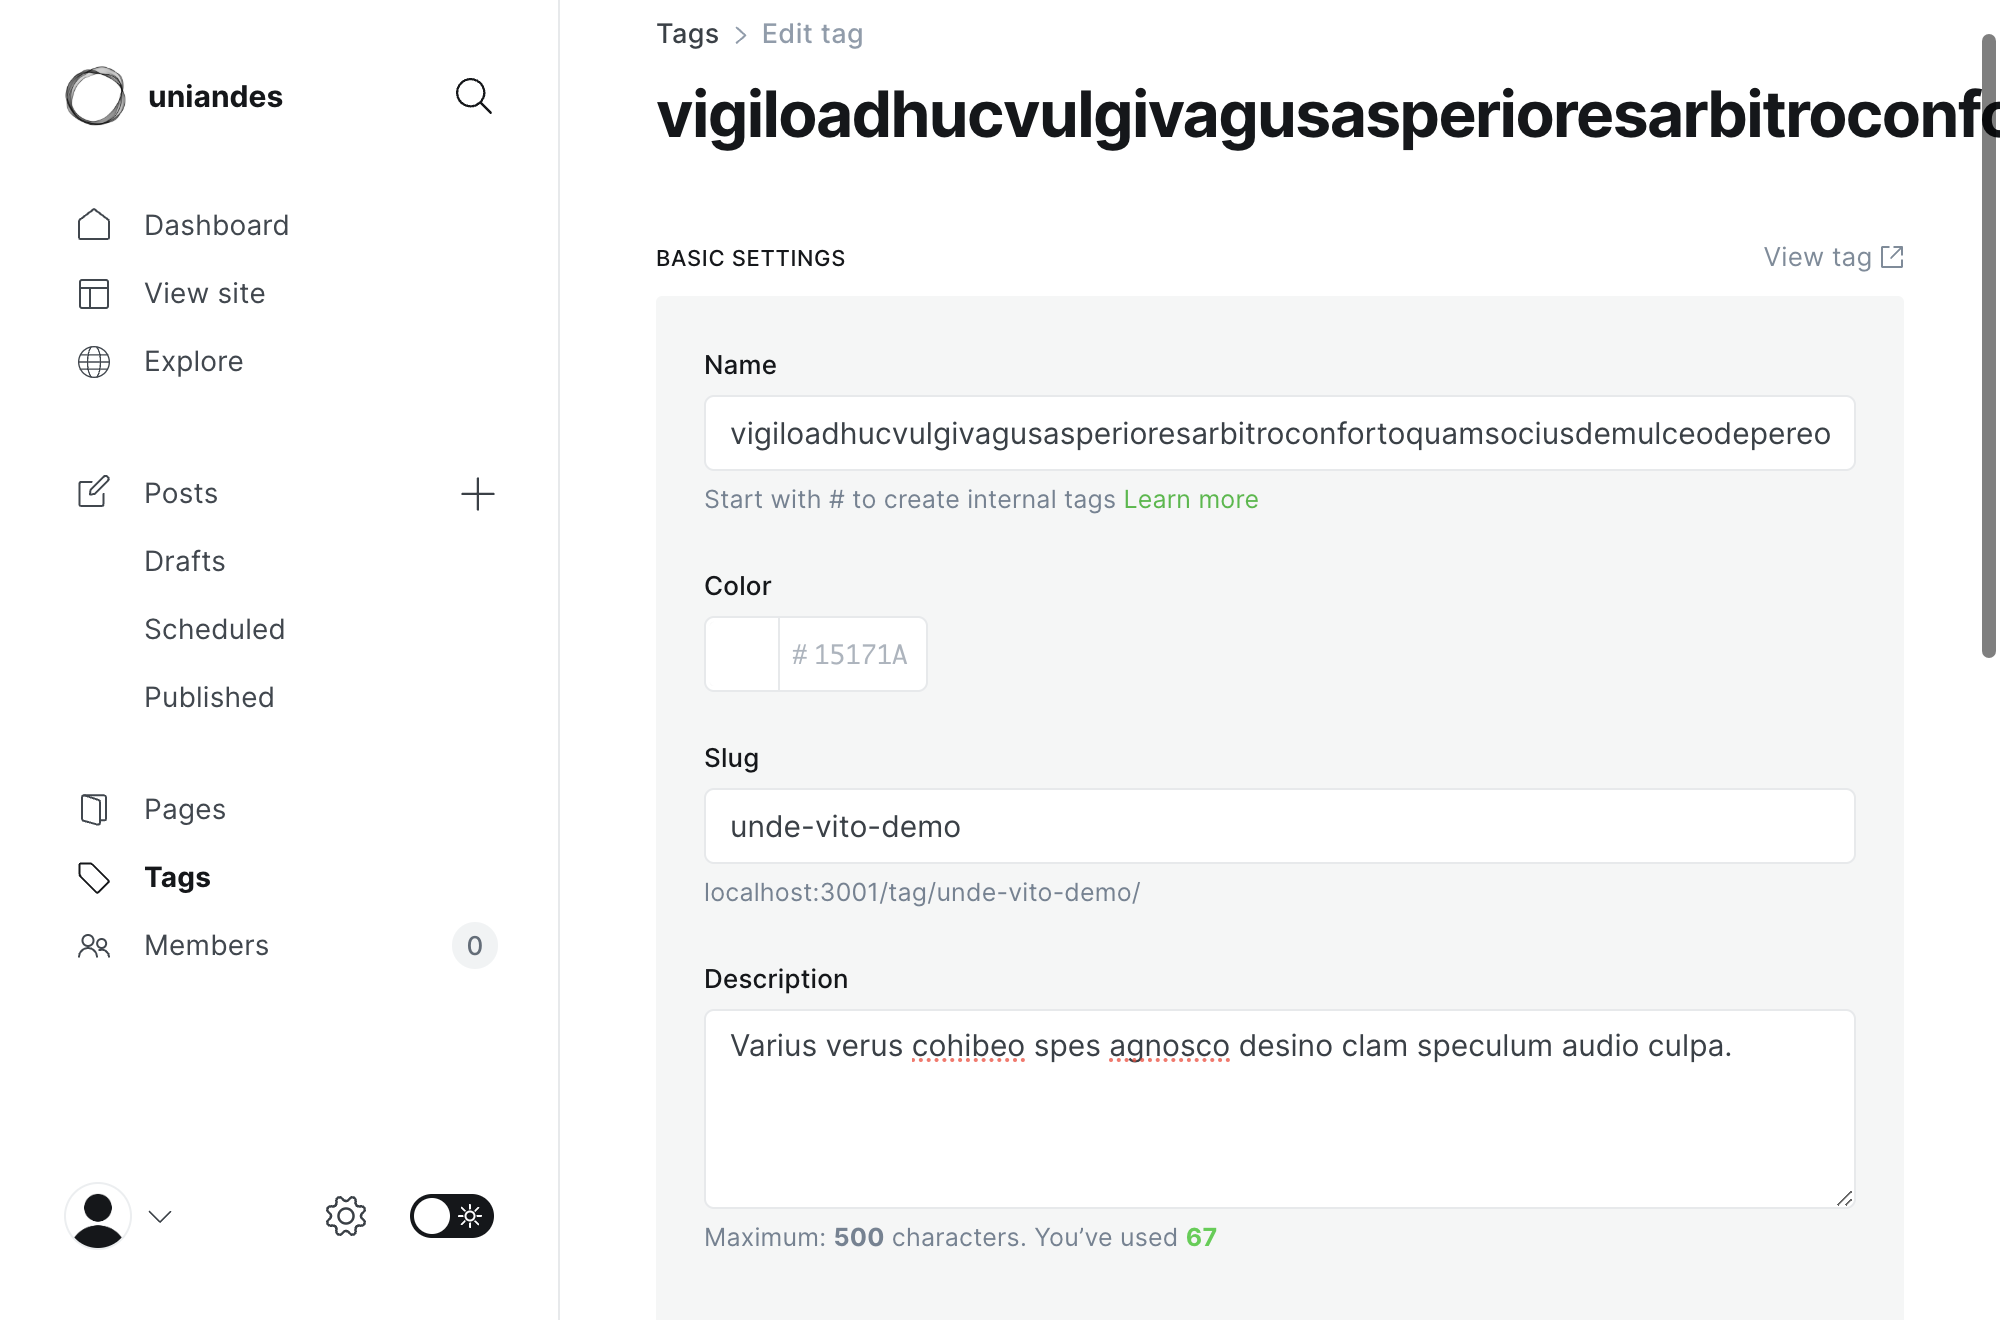 uniandes
Dashboard
View site
Explore
Posts
Drafts
Scheduled
Published
Pages
Tags
Members 0
Tags > Edit tag
vigiloadhucvulgivagusasperioresarbitroconfo
BASIC SETTINGS
View tag
Name
vigiloadhucvulgivagusasperioresarbitroconfortoquamsociusdemulceodepereo
Start with # to create internal tags Learn more
Color
# 15171A
Slug
unde-vito-demo
localhost:3001/tag/unde-vito-demo/
Description
Varius verus cohibeo spes agnosco desino clam speculum audio culpa.
Maximum: 500 characters. You’ve used 67